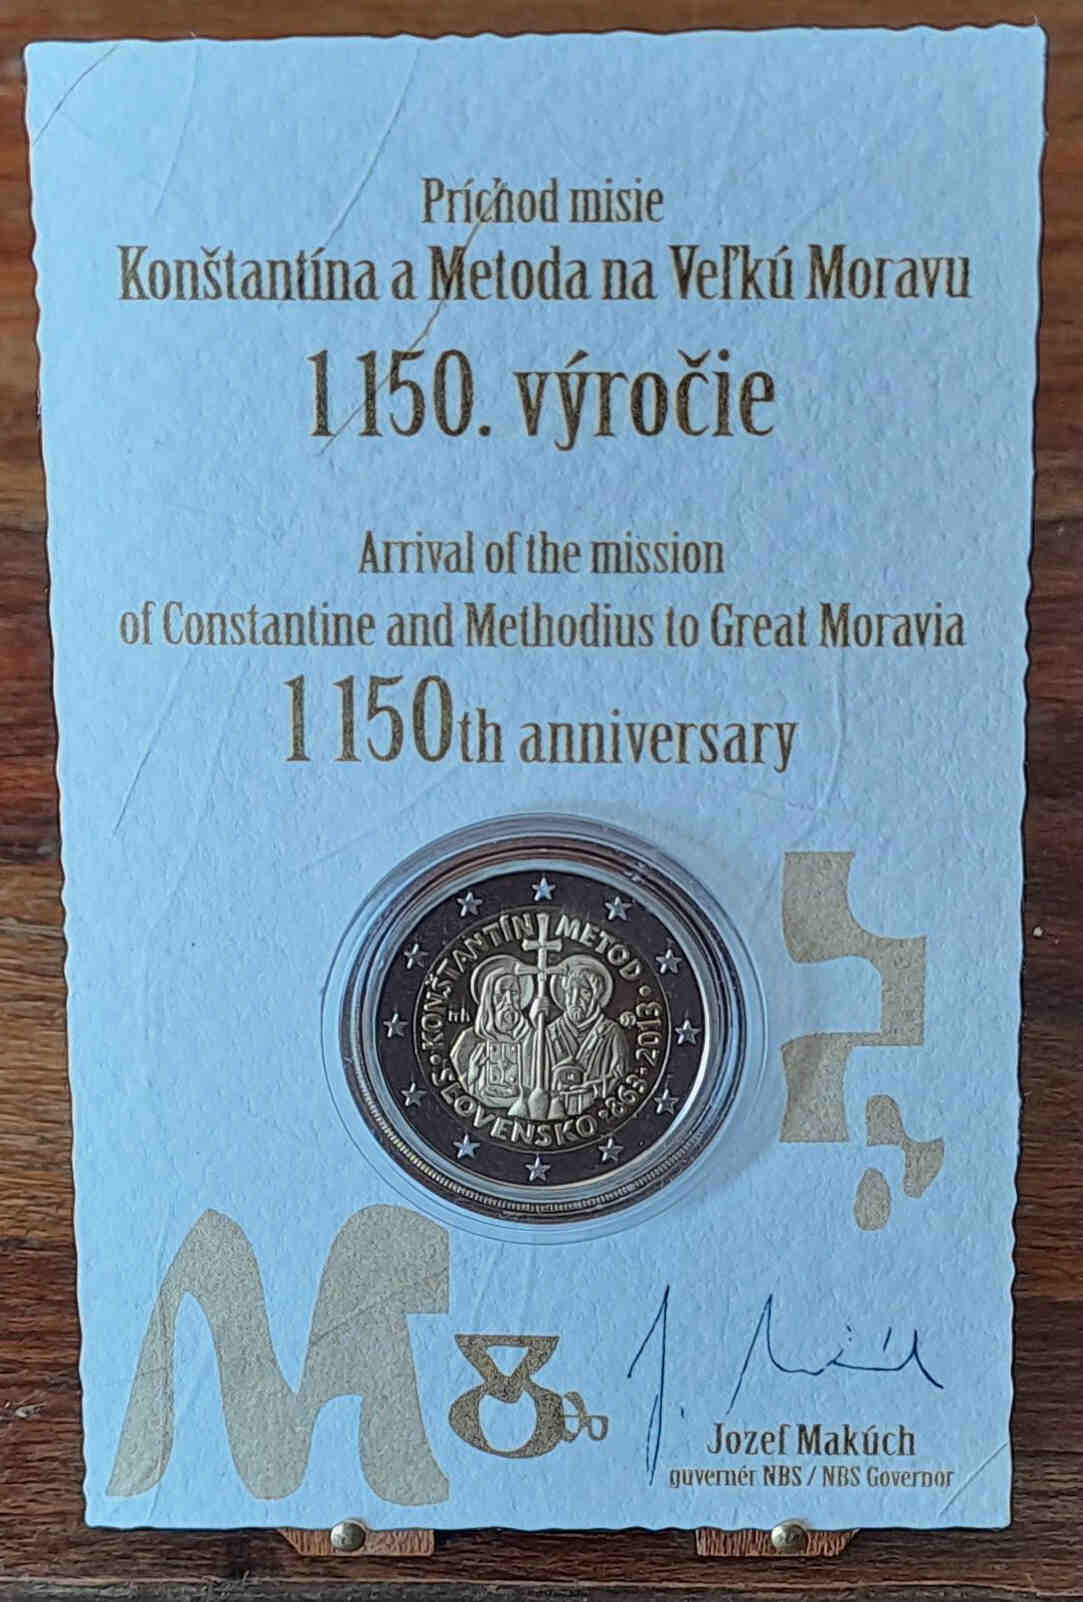 Príchod misie
Konštantína a Metoda na Veľkú Moravu
1150. výročie
Arrival of the mission
of Constantine and Methodius to Great Moravia
1150th anniversary
KONŠTANTÍN METOD
SLOVENSKO 863 2013
Jozef Makúch
guvernér NBS / NBS Governor